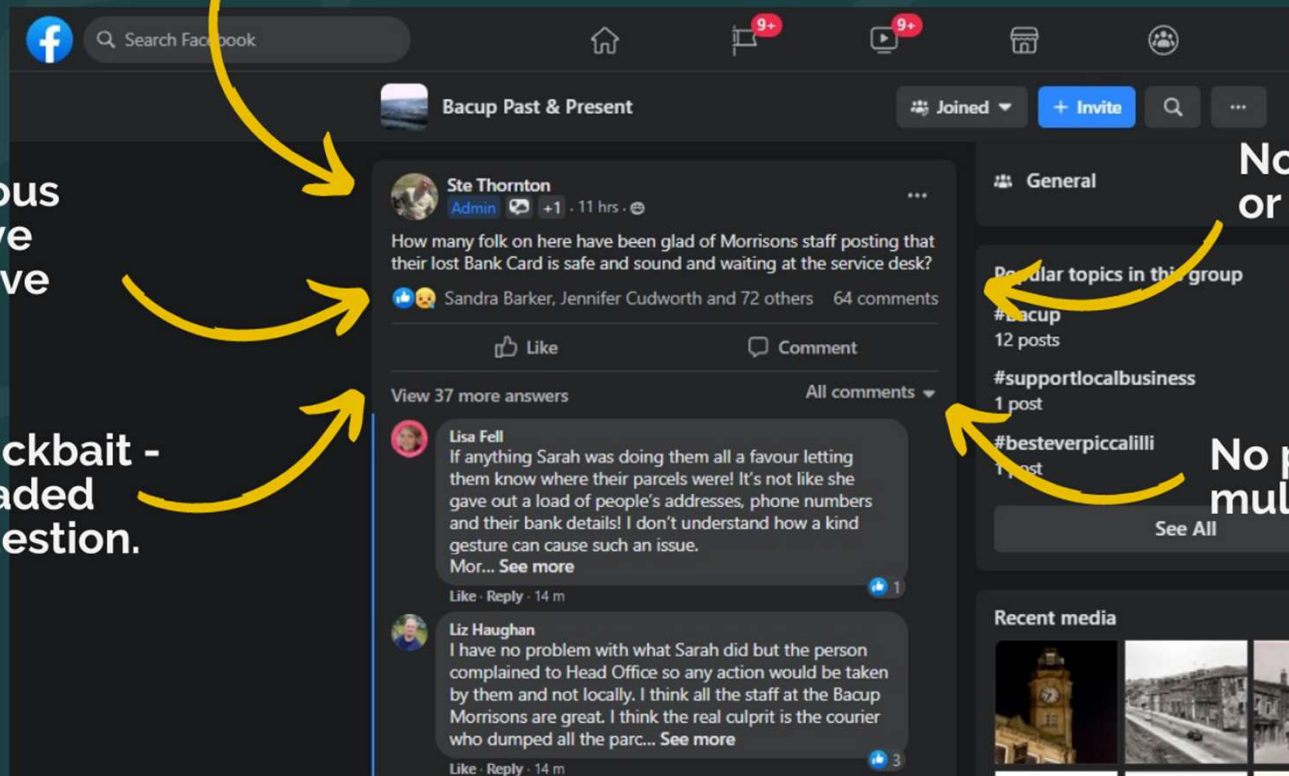 Search Facebook
9+
9+
Bacup Past & Present
Joined
+ Invite
...
Ste Thornton
Admin +1 · 11 hrs ·
...
How many folk on here have been glad of Morrisons staff posting that
their lost Bank Card is safe and sound and waiting at the service desk?
Sandra Barker, Jennifer Cudworth and 72 others 64 comments
Like Comment
View 37 more answers All comments
Lisa Fell
If anything Sarah was doing them all a favour letting
them know where their parcels were! It's not like she
gave out a load of people's addresses, phone numbers
and their bank details! I don't understand how a kind
gesture can cause such an issue.
Mor... See more
1
Like · Reply · 14 m
Liz Haughan
I have no problem with what Sarah did but the person
complained to Head Office so any action would be taken
by them and not locally. I think all the staff at the Bacup
Morrisons are great. I think the real culprit is the courier
who dumped all the parc... See more
3
Like · Reply · 14 m
General
Popular topics in this group
#bacup
12 posts
#supportlocalbusiness
1 post
#besteverpiccalilli
1 post
See All
Recent media
ous
ve
ve
ckbait -
aded
estion.
No
or
No p
mul